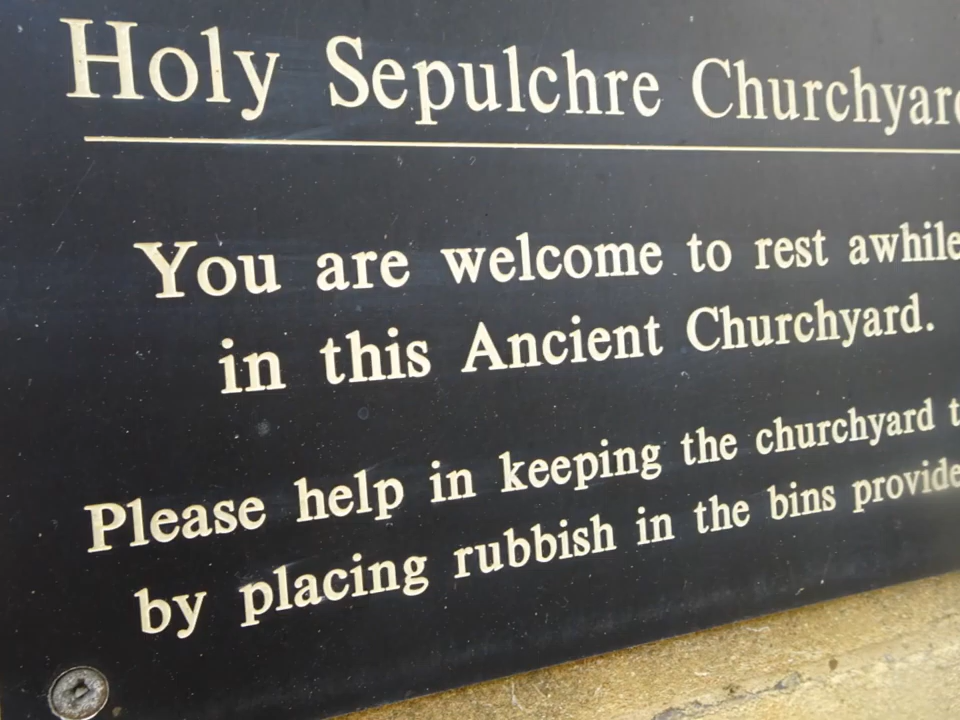 Holy Sepulchre Churchyard
You are welcome to rest awhile
in this Ancient Churchyard.
Please help in keeping the churchyard t
by placing rubbish in the bins provide